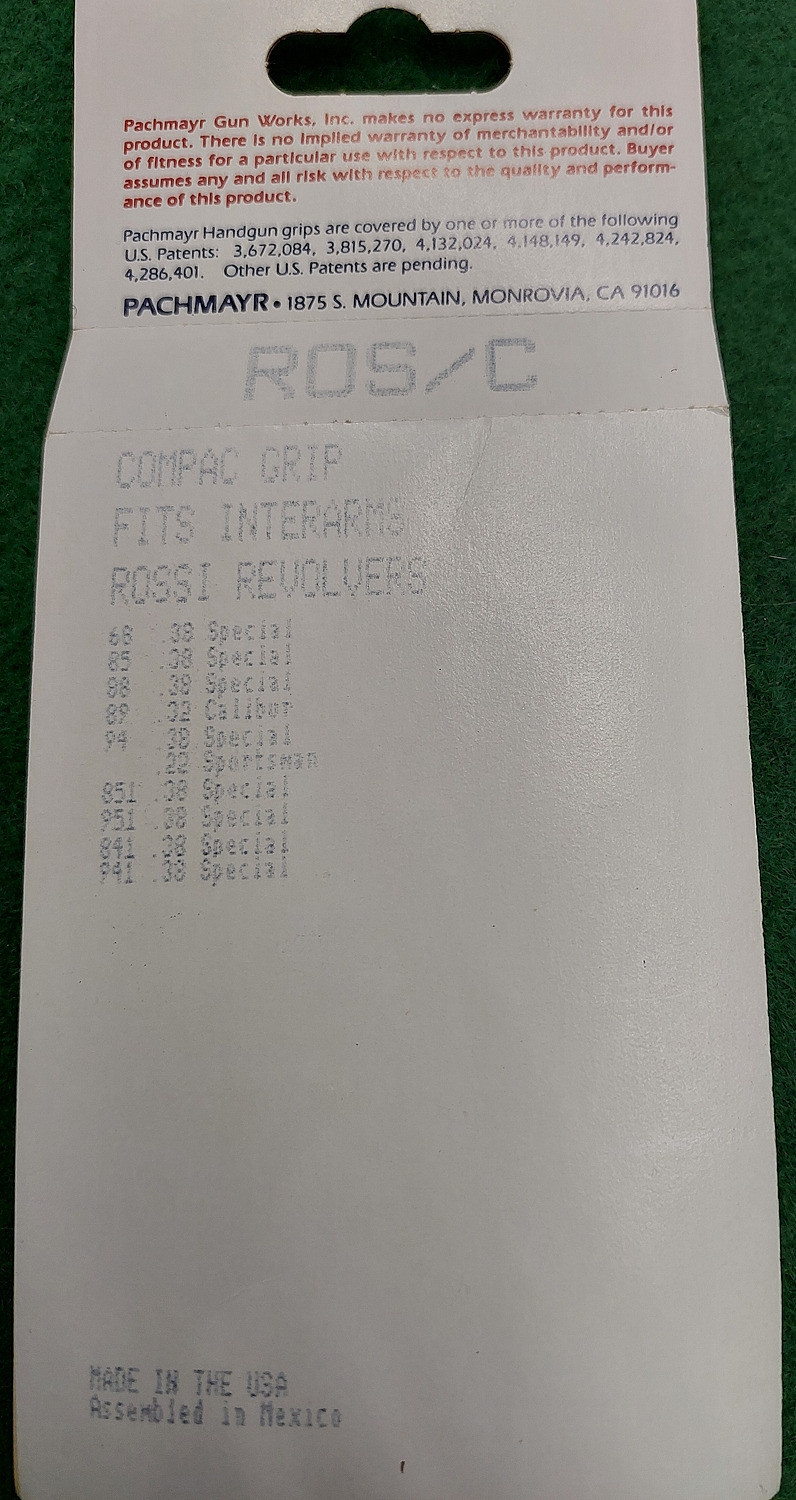 Pachmayr Gun Works, Inc. makes no express warranty for this
product. There is no implied warranty of merchantability and/or
of fitness for a particular use with respect to this product. Buyer
assumes any and all risk with respect to the quality and perform-
ance of this product.
Pachmayr Handgun grips are covered by one or more of the following
U.S. Patents: 3,672,084, 3,815,270, 4,132,024, 4,148,149, 4,242,824,
4,286,401. Other U.S. Patents are pending.
PACHMAYR • 1875 S. MOUNTAIN, MONROVIA, CA 91016
ROS/C
COMPAC GRIP
FITS INTERARMS
ROSSI REVOLVERS
68 .38 Special
85 .38 Special
88 .38 Special
89 .32 Caliber
94 .38 Special
.22 Sportsman
851 .38 Special
951 .38 Special
841 .38 Special
941 .38 Special
MADE IN THE USA
Assembled in Mexico